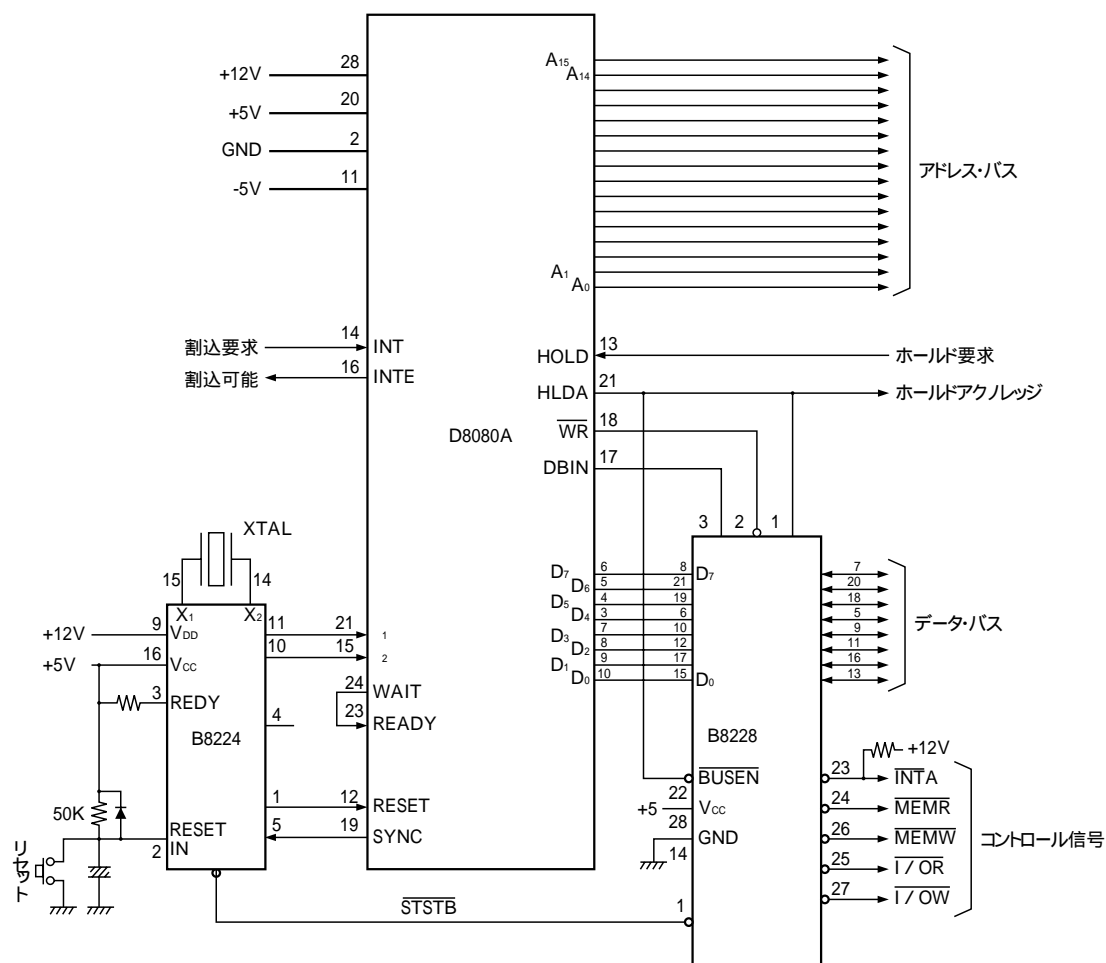 +12V
28
+5V
20
GND
2
-5V
11
A15
A14
A1
A0
アドレス・バス
割込要求
14
INT
割込可能
16
INTE
D8080A
HOLD
13
ホールド要求
HLDA
21
ホールドアクノレッジ
WR
18
DBIN
17
3
2
1
XTAL
15
14
X1
X2
+12V
9
VDD
11
21
1
+5V
16
VCC
10
15
2
3
REDY
24
WAIT
4
23
READY
B8224
1
12
RESET
5
19
SYNC
50K
RESET
IN
2
リセット
STSTB
D7
6
8
D7
7
D6
5
21
20
D5
4
19
18
D4
3
6
5
D3
7
10
9
D2
8
12
11
D1
9
17
16
D0
10
15
D0
13
データ・バス
B8228
+12V
BUSEN
23
INTA
22
+5
VCC
24
MEMR
28
GND
14
26
MEMW
25
I / OR
27
I / OW
コントロール信号
1